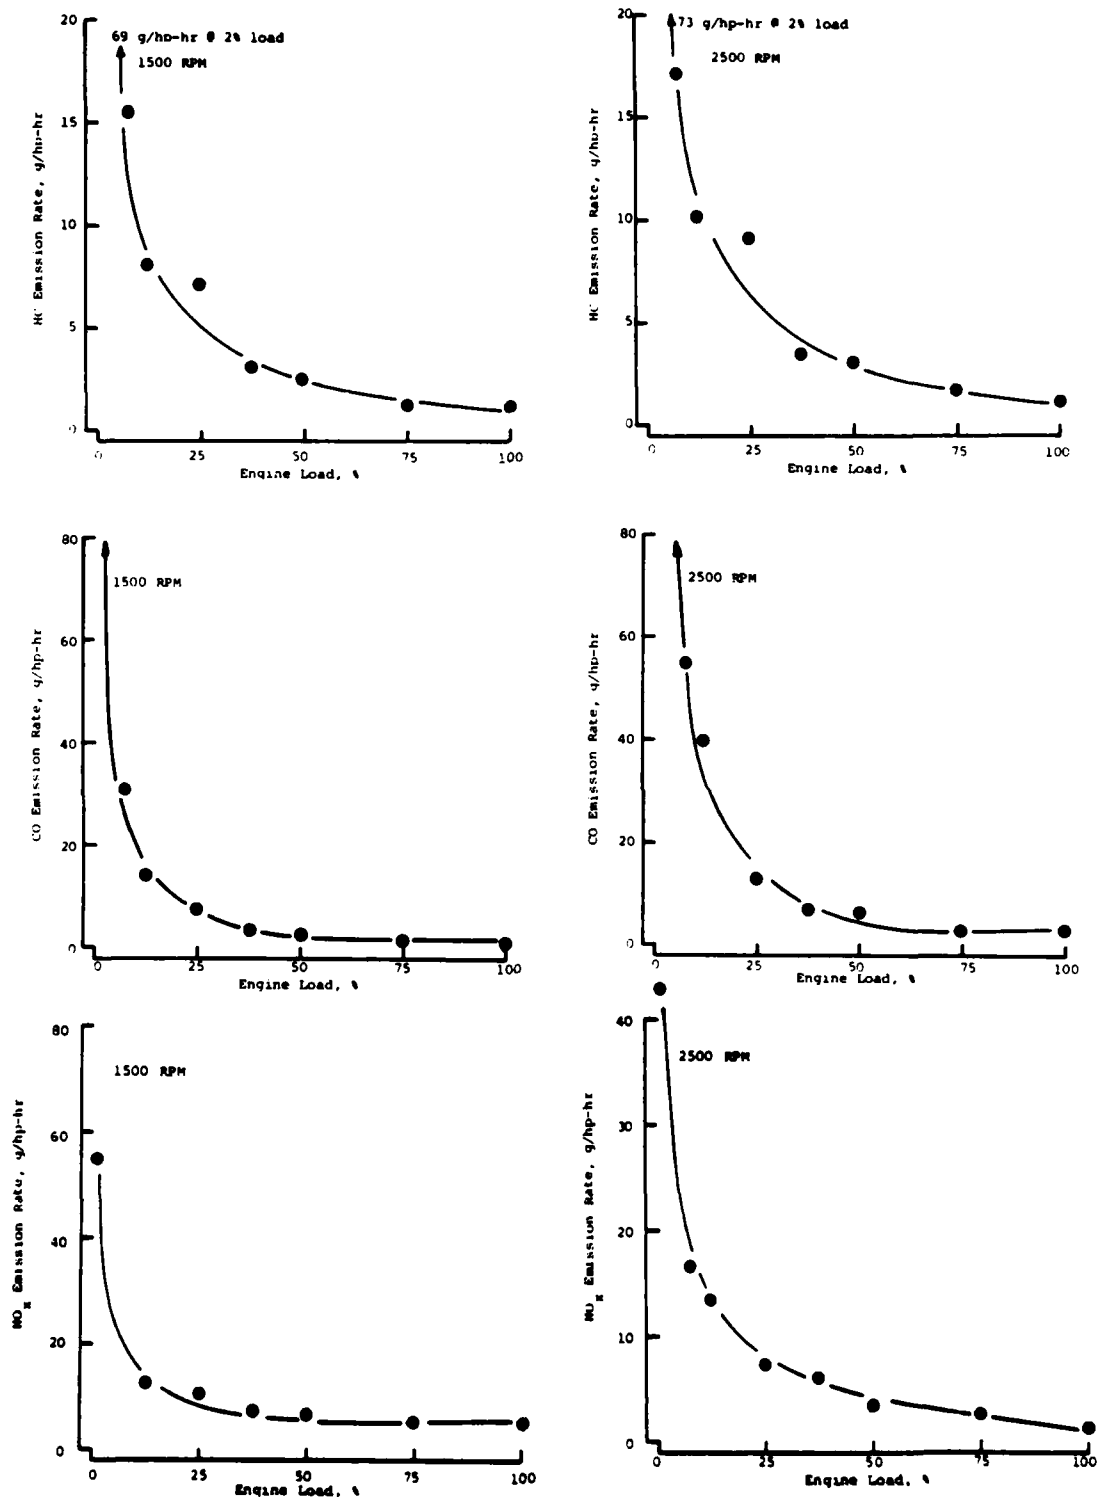 20
69 g/hp-hr @ 2% load
1500 RPM
15
10
5
0
HC Emission Rate, g/hp-hr
0 25 50 75 100
Engine Load, %
20
73 g/hp-hr @ 2% load
2500 RPM
15
10
5
0
HC Emission Rate, g/hp-hr
0 25 50 75 100
Engine Load, %
80
1500 RPM
60
40
20
0
CO Emission Rate, g/hp-hr
0 25 50 75 100
Engine Load, %
80
2500 RPM
60
40
20
0
CO Emission Rate, g/hp-hr
0 25 50 75 100
Engine Load, %
80
1500 RPM
60
40
20
0
NOx Emission Rate, g/hp-hr
0 25 50 75 100
Engine Load, %
40
2500 RPM
30
20
10
0
NOx Emission Rate, g/hp-hr
0 25 50 75 100
Engine Load, %